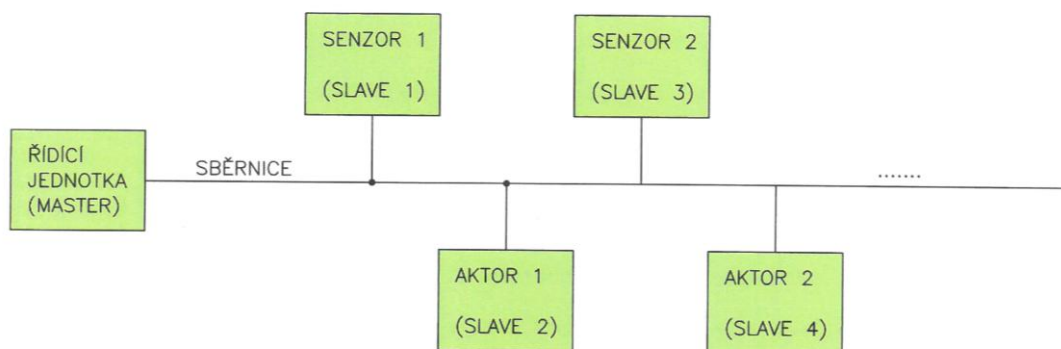 SENZOR 1
(SLAVE 1)
SENZOR 2
(SLAVE 3)
ŘÍDÍCÍ
JEDNOTKA
(MASTER)
SBĚRNICE
.......
AKTOR 1
(SLAVE 2)
AKTOR 2
(SLAVE 4)